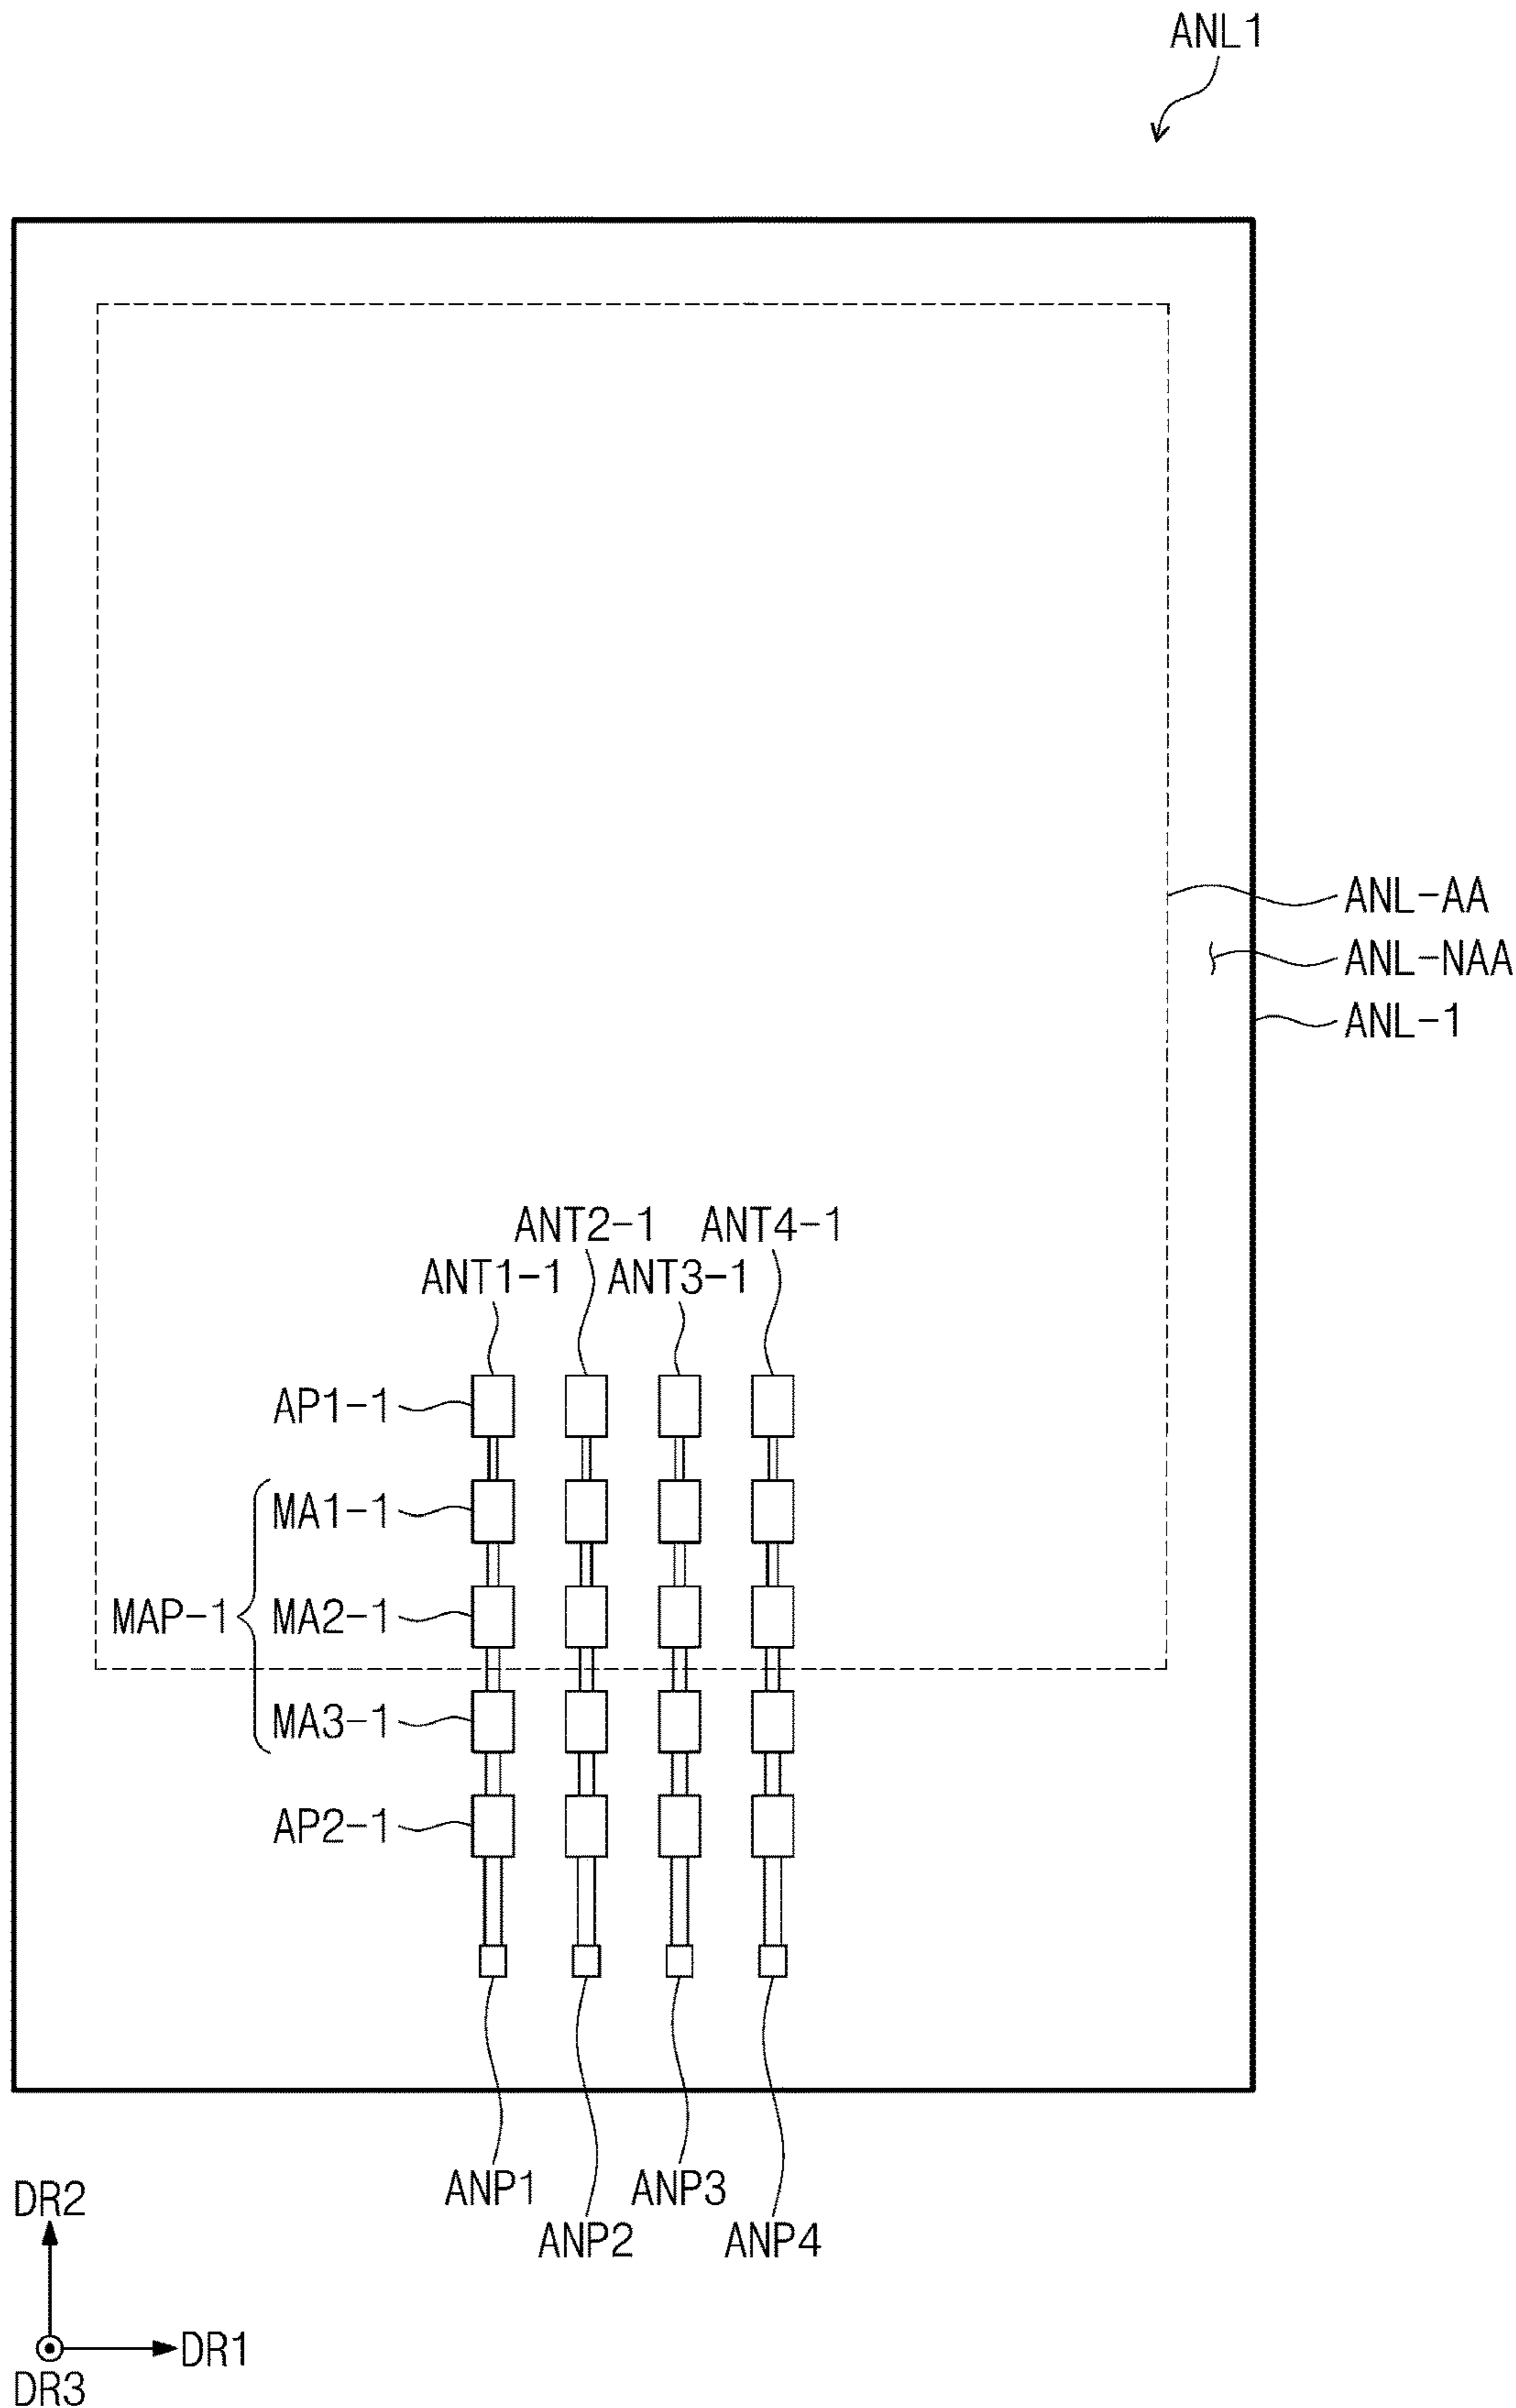 ANL1
ANL-AA
ANL-NAA
ANL-1
ANT2-1 ANT4-1
ANT1-1 ANT3-1
AP1-1
MA1-1
MAP-1 MA2-1
MA3-1
AP2-1
ANP1 ANP3
ANP2 ANP4
DR2
DR1
DR3